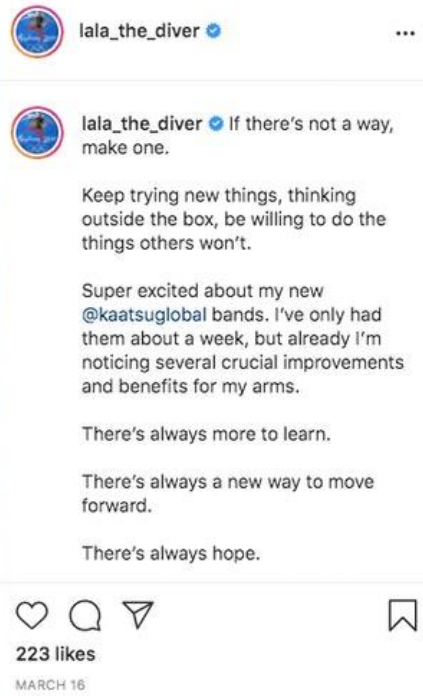 lala_the_diver
lala_the_diver If there's not a way,
make one.
Keep trying new things, thinking
outside the box, be willing to do the
things others won't.
Super excited about my new
@kaatsuglobal bands. I've only had
them about a week, but already I'm
noticing several crucial improvements
and benefits for my arms.
There's always more to learn.
There's always a new way to move
forward.
There's always hope.
223 likes
MARCH 16